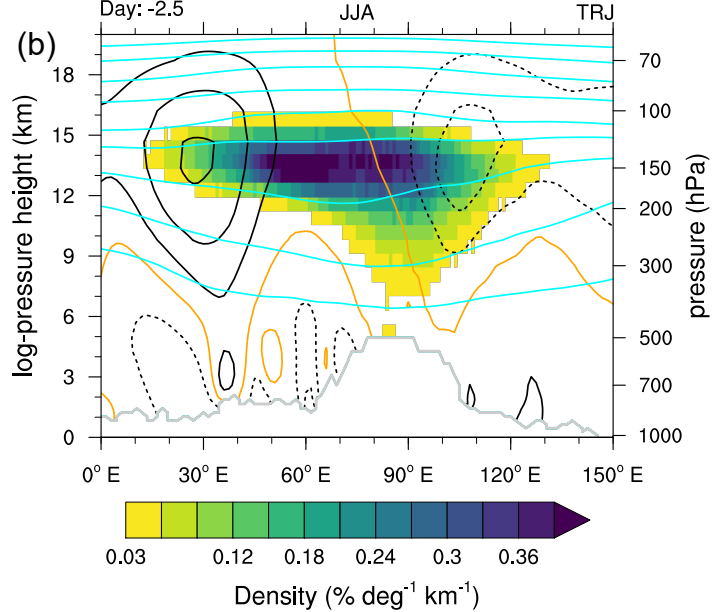 (b)
Day: -2.5 JJA TRJ
log-pressure height (km)
18
15
12
9
6
3
0
pressure (hPa)
70
100
150
200
300
500
700
1000
0° E 30° E 60° E 90° E 120° E 150° E
0.03 0.12 0.18 0.24 0.3 0.36
Density (% deg⁻¹ km⁻¹)